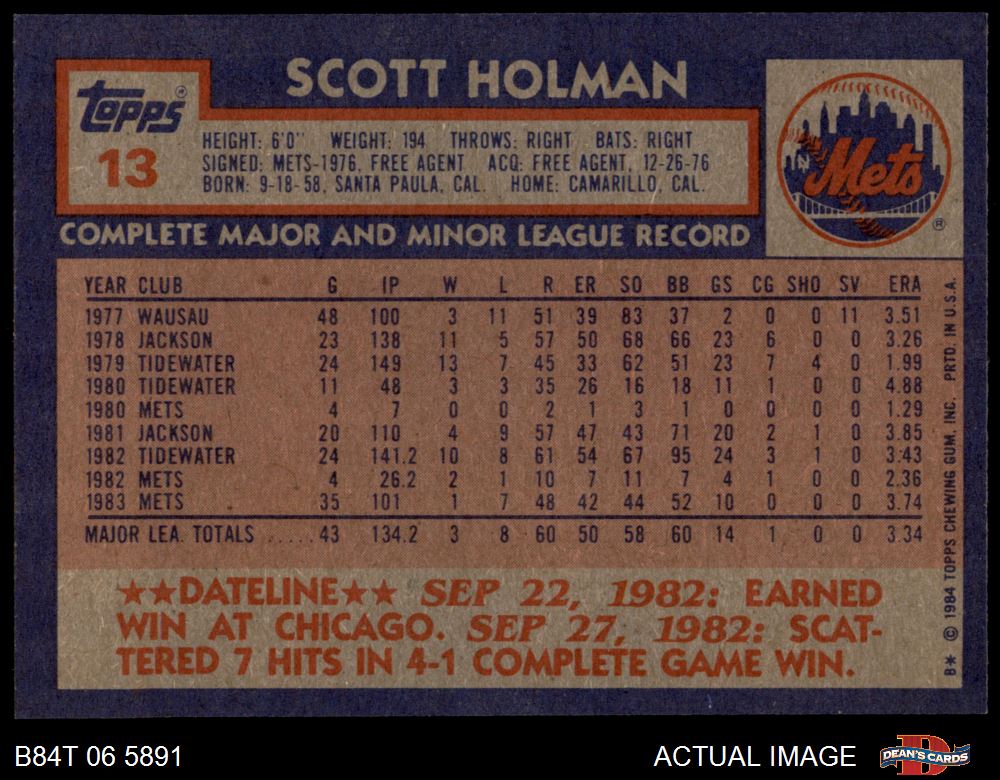 SCOTT HOLMAN
TOPPS®
13
HEIGHT: 6'0" WEIGHT: 194 THROWS: RIGHT BATS: RIGHT
SIGNED: METS-1976, FREE AGENT ACQ: FREE AGENT, 12-26-76
BORN: 9-18-58, SANTA PAULA, CAL. HOME: CAMARILLO, CAL.
NY
Mets
®
COMPLETE MAJOR AND MINOR LEAGUE RECORD
YEAR CLUB G IP W L R ER SO BB GS CG SHO SV ERA
1977 WAUSAU 48 100 3 11 51 39 83 37 2 0 0 11 3.51
1978 JACKSON 23 138 11 5 57 50 68 66 23 6 0 0 3.26
1979 TIDEWATER 24 149 13 7 45 33 62 51 23 7 4 0 1.99
1980 TIDEWATER 11 48 3 3 35 26 16 18 11 1 0 0 4.88
1980 METS 4 7 0 0 2 1 3 1 0 0 0 0 1.29
1981 JACKSON 20 110 4 9 57 47 43 71 20 2 1 0 3.85
1982 TIDEWATER 24 141.2 10 8 61 54 67 95 24 3 1 0 3.43
1982 METS 4 26.2 2 1 10 7 11 7 4 1 0 0 2.36
1983 METS 35 101 1 7 48 42 44 52 10 0 0 0 3.74
MAJOR LEA. TOTALS .....43 134.2 3 8 60 50 58 60 14 1 0 0 3.34
★★DATELINE★★ SEP 22, 1982: EARNED
WIN AT CHICAGO. SEP 27, 1982: SCAT-
TERED 7 HITS IN 4-1 COMPLETE GAME WIN.
B* © 1984 TOPPS CHEWING GUM, INC. PRTD. IN U.S.A.
B84T 06 5891
ACTUAL IMAGE
D
DEAN'S CARDS